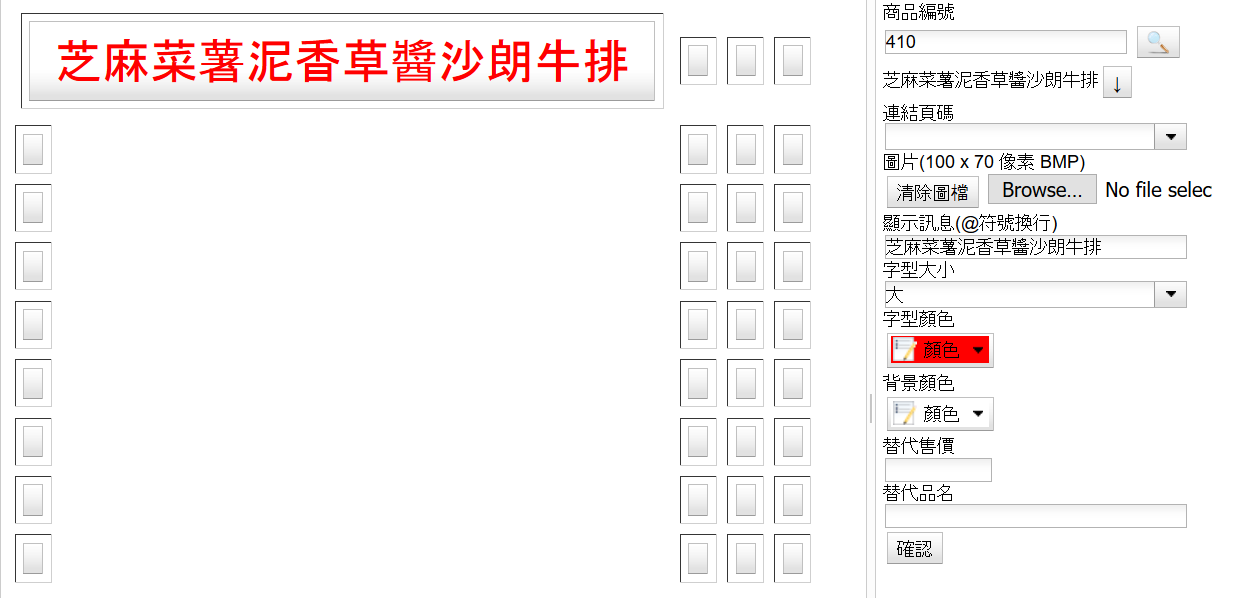 芝麻菜薯泥香草醬沙朗牛排
商品編號
410
芝麻菜薯泥香草醬沙朗牛排 ↓
連結頁碼
圖片(100 x 70 像素 BMP)
清除圖檔 Browse... No file selec
顯示訊息(@符號換行)
芝麻菜薯泥香草醬沙朗牛排
字型大小
大
字型顏色
顏色
背景顏色
顏色
替代售價
替代品名
確認